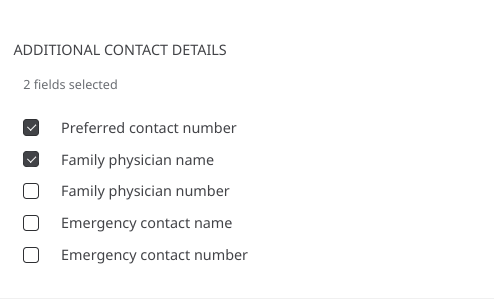 ADDITIONAL CONTACT DETAILS
2 fields selected
Preferred contact number
Family physician name
Family physician number
Emergency contact name
Emergency contact number